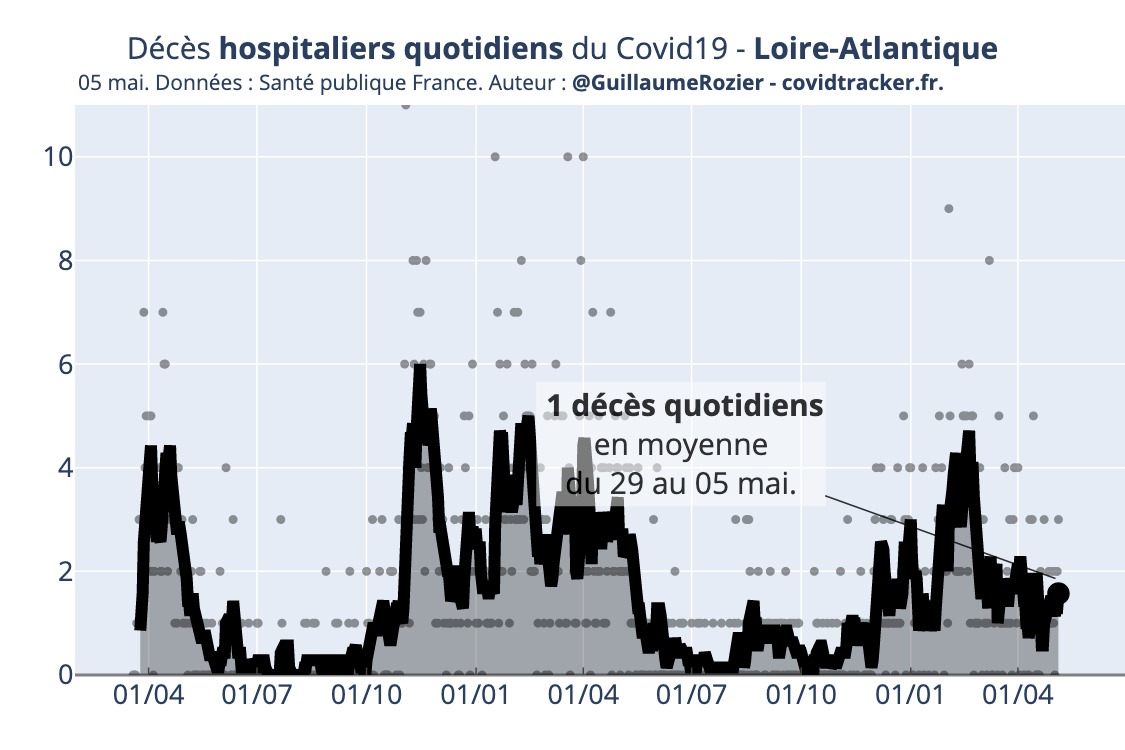 Décès hospitaliers quotidiens du Covid19 - Loire-Atlantique
05 mai. Données : Santé publique France. Auteur : @GuillaumeRozier - covidtracker.fr.
10
8
6
1 décès quotidiens
en moyenne
4
du 29 au 05 mai.
2
0
01/04 01/07 01/10 01/01 01/04 01/07 01/10 01/01 01/04